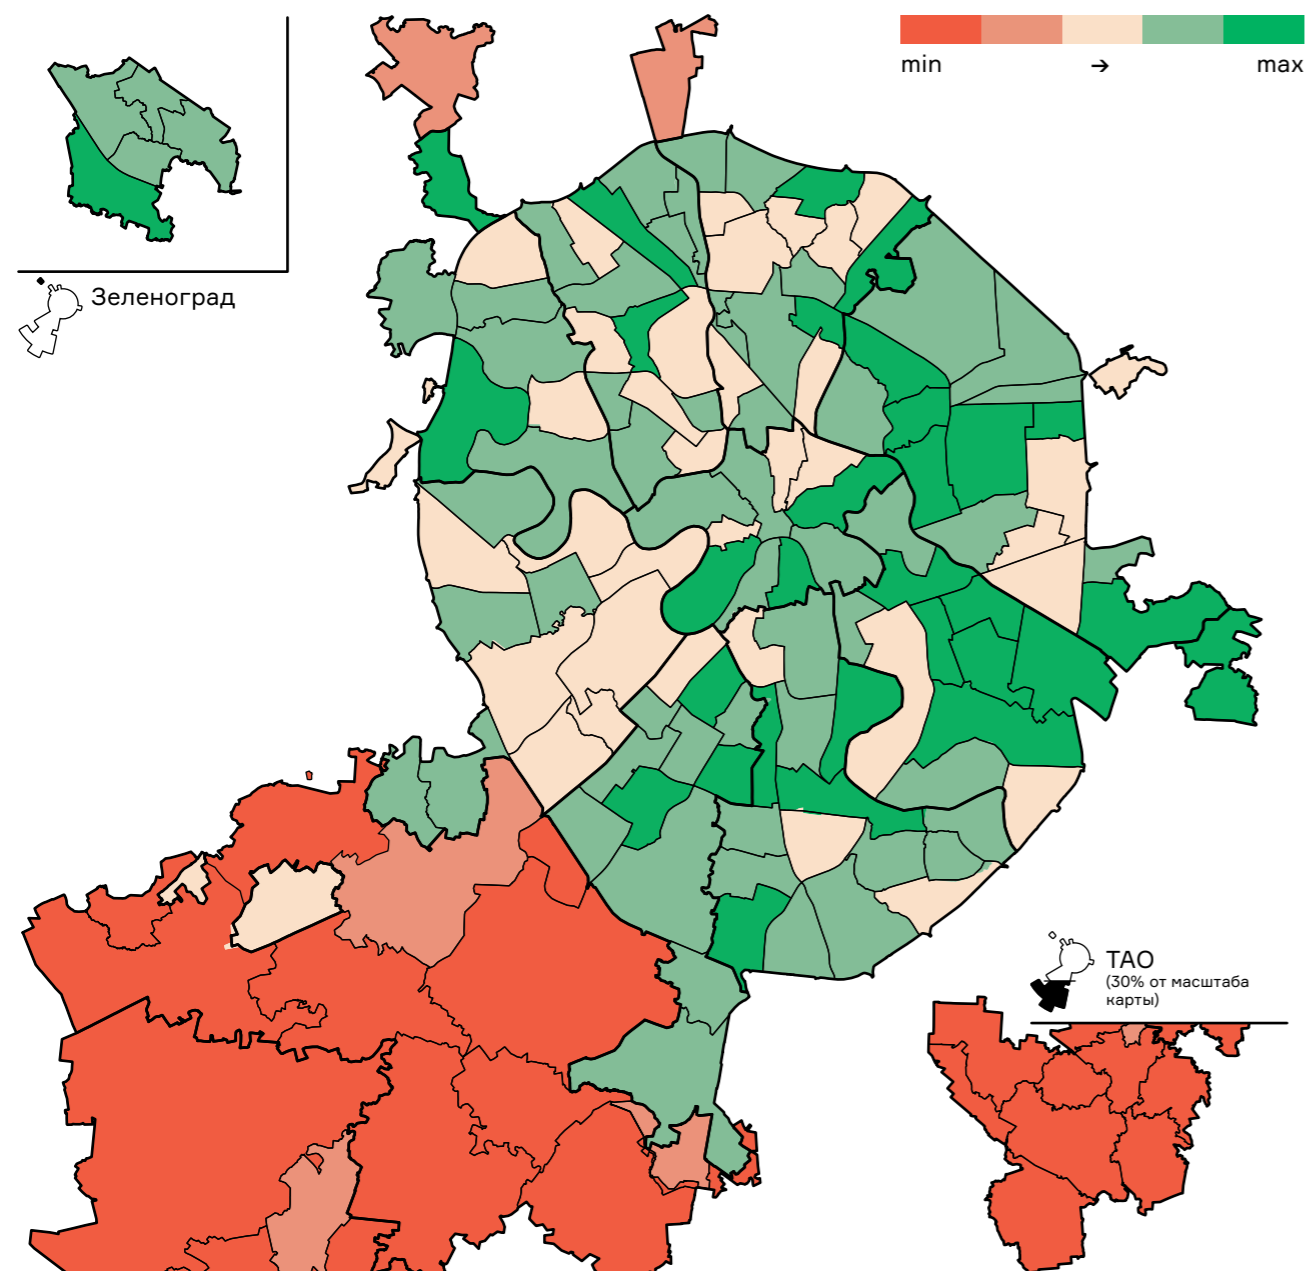 min → max
Зеленоград
ТАО
(30% от масштаба
карты)